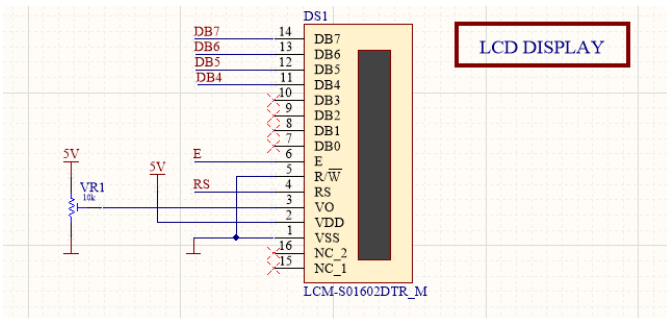 DS1
LCD DISPLAY
DB7 14 DB7
DB6 13 DB6
DB5 12 DB5
DB4 11 DB4
10 DB3
9 DB2
8 DB1
7 DB0
E 6 E
5 R/W
RS 4 RS
3 VO
2 VDD
1 VSS
16 NC_2
15 NC_1
5V
VR1
10k
5V
LCM-S01602DTR_M